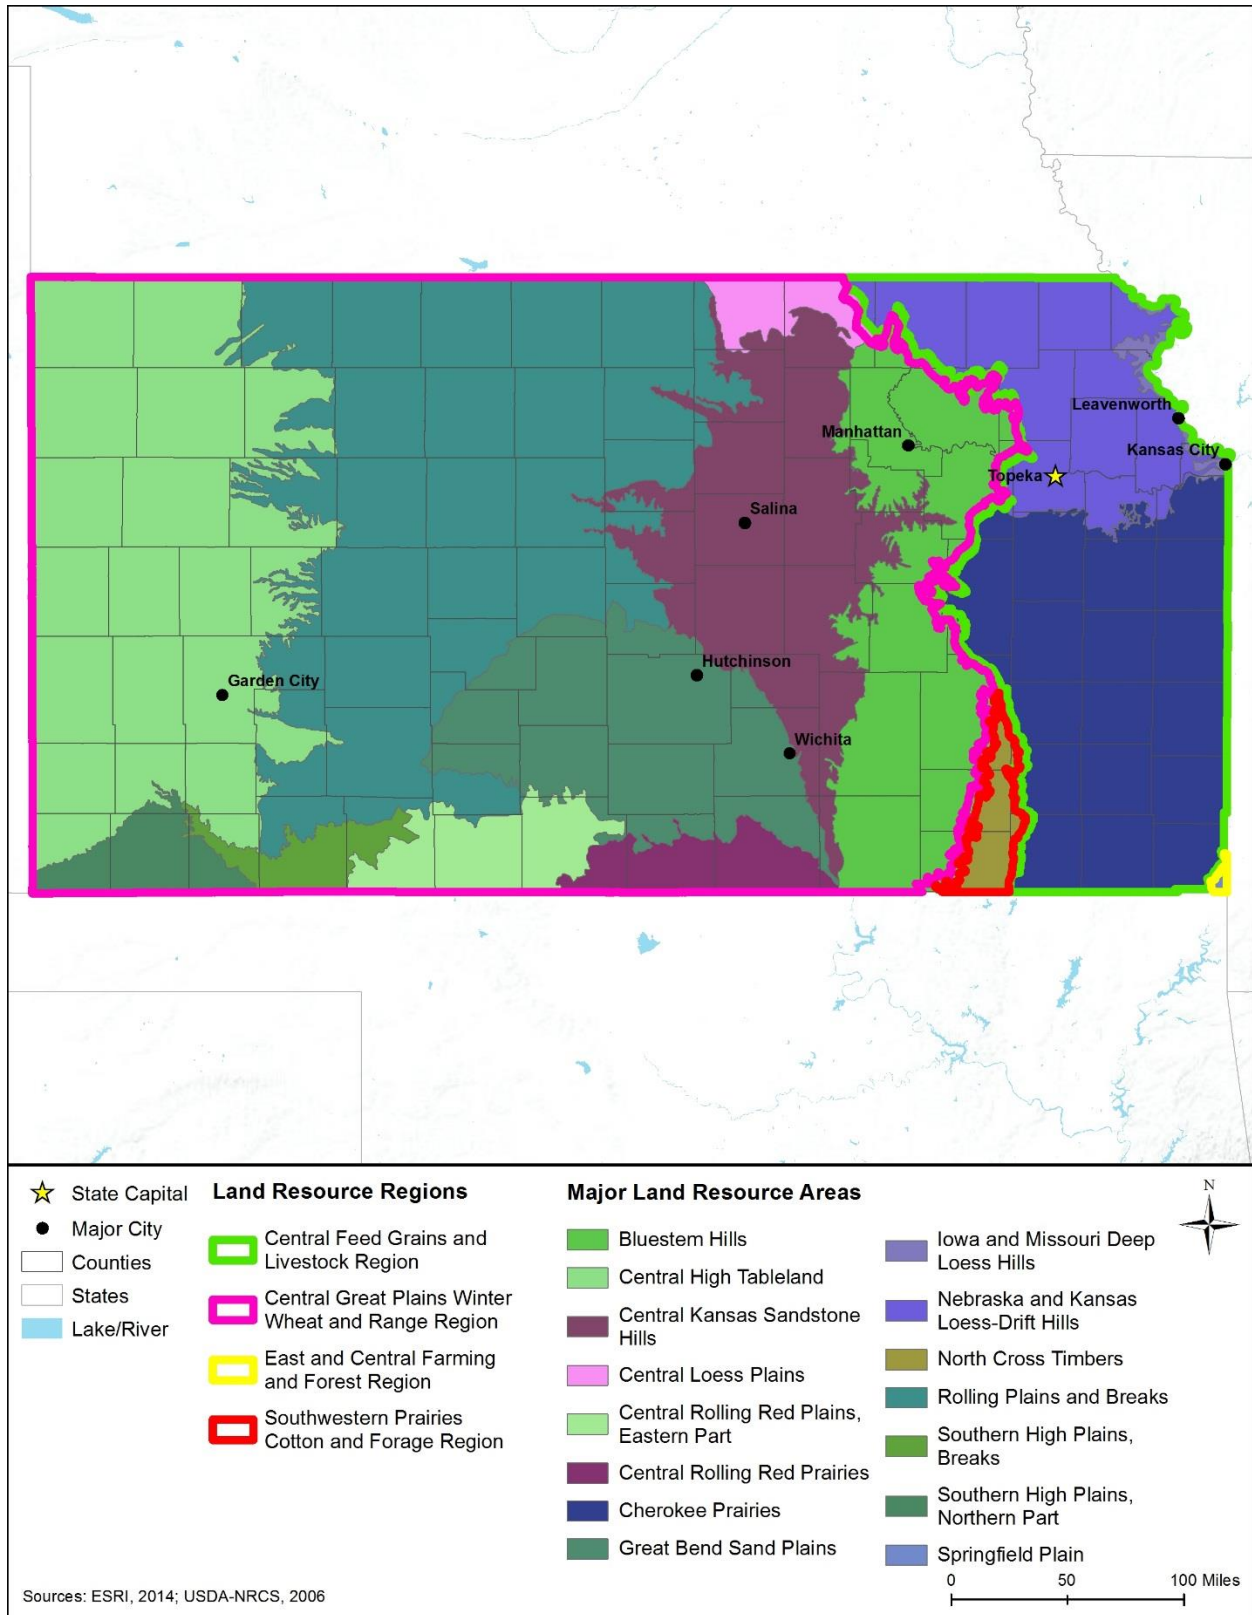 Leavenworth
Manhattan
Kansas City
Topeka
Salina
Hutchinson
Garden City
Wichita
State Capital
Major City
Counties
States
Lake/River
Land Resource Regions
Central Feed Grains and
Livestock Region
Central Great Plains Winter
Wheat and Range Region
East and Central Farming
and Forest Region
Southwestern Prairies
Cotton and Forage Region
Major Land Resource Areas
Bluestem Hills
Central High Tableland
Central Kansas Sandstone
Hills
Central Loess Plains
Central Rolling Red Plains,
Eastern Part
Central Rolling Red Prairies
Cherokee Prairies
Great Bend Sand Plains
Iowa and Missouri Deep
Loess Hills
Nebraska and Kansas
Loess-Drift Hills
North Cross Timbers
Rolling Plains and Breaks
Southern High Plains,
Breaks
Southern High Plains,
Northern Part
Springfield Plain
N
0 50 100 Miles
Sources: ESRI, 2014; USDA-NRCS, 2006